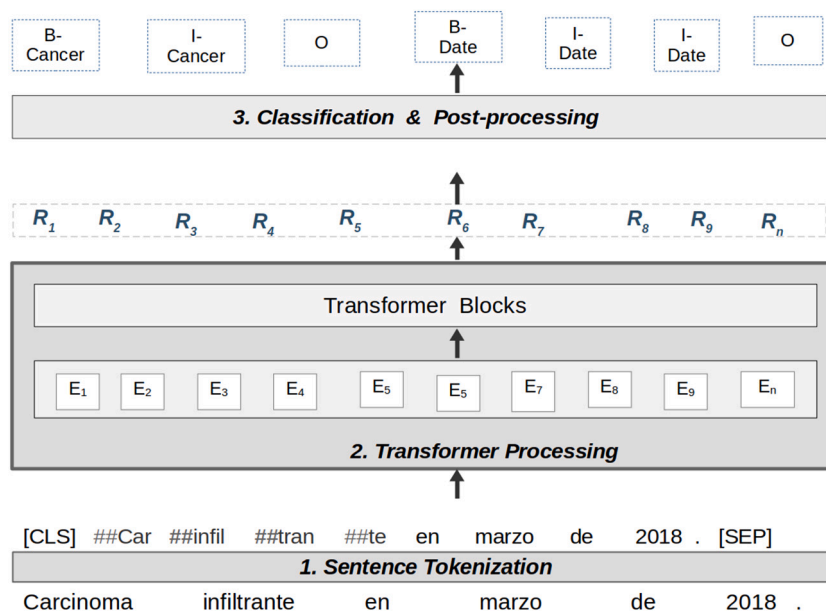 B-Cancer I-Cancer O B-Date I-Date I-Date O
3. Classification & Post-processing
R1 R2 R3 R4 R5 R6 R7 R8 R9 Rn
Transformer Blocks
E1 E2 E3 E4 E5 E5 E7 E8 E9 En
2. Transformer Processing
[CLS] ##Car ##infil ##tran ##te en marzo de 2018 . [SEP]
1. Sentence Tokenization
Carcinoma infiltrante en marzo de 2018 .